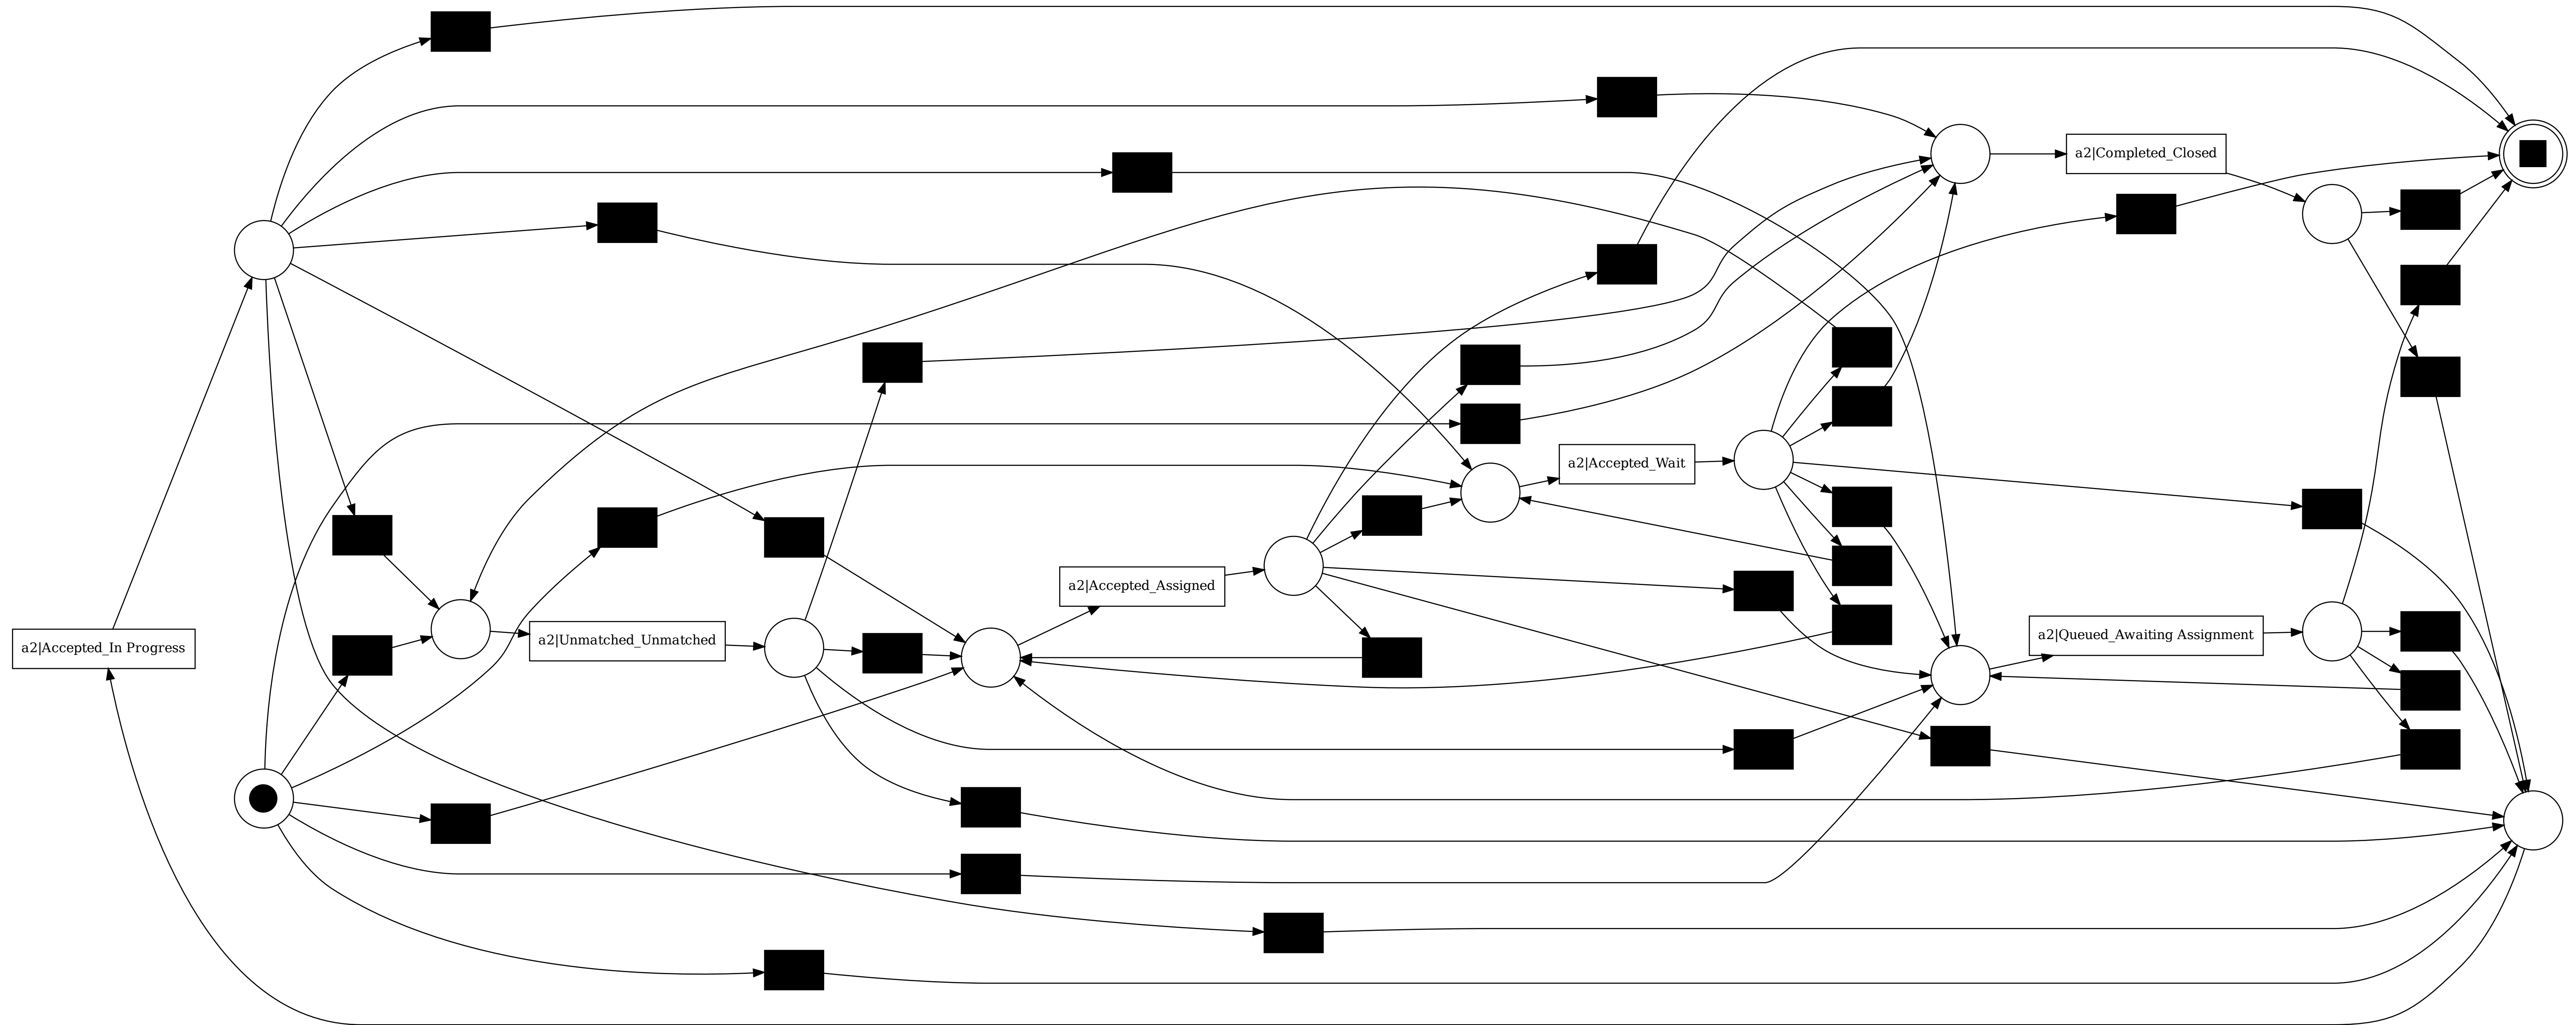 a2|Completed_Closed
a2|Accepted_Wait
a2|Accepted_Assigned
a2|Unmatched_Unmatched
a2|Queued_Awaiting Assignment
a2|Accepted_In Progress